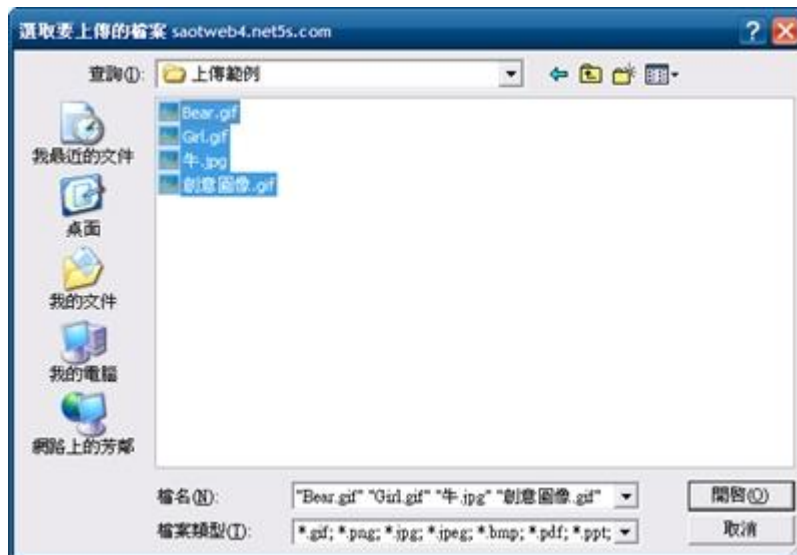 選取要上傳的檔案 saotweb4.net5s.com
查詢(I):
上傳範例
我最近的文件
桌面
我的文件
我的電腦
網路上的芳鄰
Bear.gif
Girl.gif
牛.jpg
創意圖像.gif
檔名(N):
"Bear.gif" "Girl.gif" "牛.jpg" "創意圖像.gif"
開啓(O)
檔案類型(T):
*.gif; *.png; *.jpg; *.jpeg; *.bmp; *.pdf; *.ppt;
取消